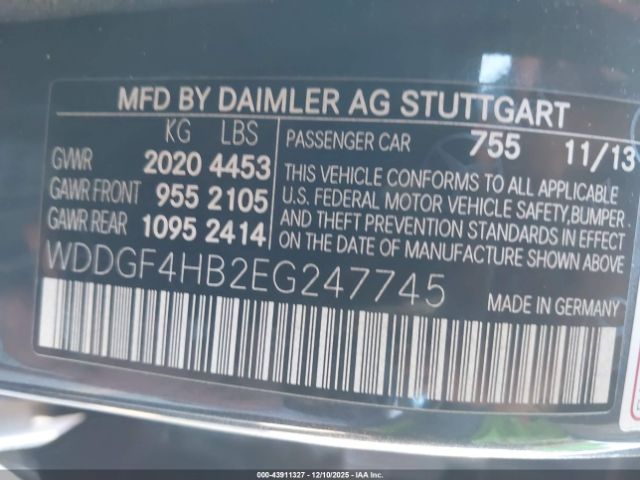 MFD BY DAIMLER AG STUTTGART
KG LBS
GVWR 2020 4453
GAWR FRONT 955 2105
GAWR REAR 1095 2414
PASSENGER CAR 755 11/13
THIS VEHICLE CONFORMS TO ALL APPLICABLE
U.S. FEDERAL MOTOR VEHICLE SAFETY, BUMPER
AND THEFT PREVENTION STANDARDS IN EFFECT
ON THE DATE OF MANUFACTURE SHOWN ABOVE
WDDGF4HB2EG247745
MADE IN GERMANY
000-43911327 - 12/10/2025 - IAAI.COM